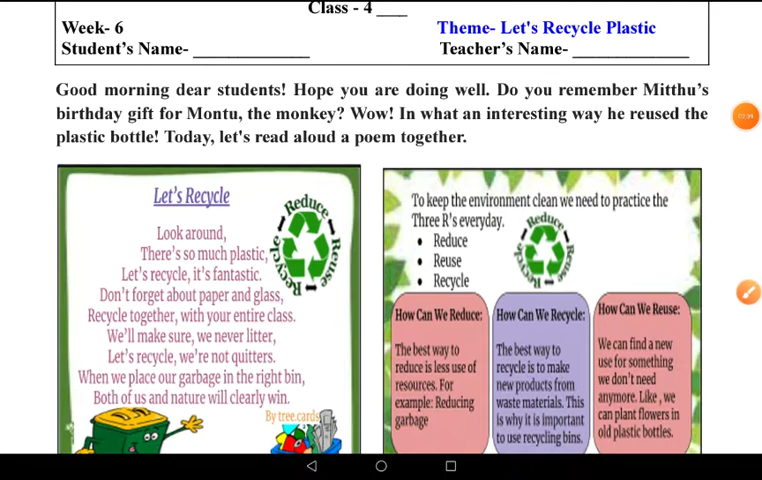 Class - 4 ____
Week- 6
Theme- Let's Recycle Plastic
Student's Name- ______________
Teacher's Name- ______________
Good morning dear students! Hope you are doing well. Do you remember Mitthu's
birthday gift for Montu, the monkey? Wow! In what an interesting way he reused the
plastic bottle! Today, let's read aloud a poem together.
Let's Recycle
Reduce
Reuse
Recycle
Look around,
There's so much plastic,
Let's recycle, it's fantastic.
Don't forget about paper and glass,
Recycle together, with your entire class.
We'll make sure, we never litter,
Let's recycle, we're not quitters.
When we place our garbage in the right bin,
Both of us and nature will clearly win.
By tree.cards
To keep the environment clean we need to practice the
Three R's everyday.
• Reduce
• Reuse
• Recycle
Reduce
Reuse
Recycle
How Can We Reduce:
The best way to
reduce is less use of
resources. For
example: Reducing
garbage
How Can We Recycle:
The best way to
recycle is to make
new products from
waste materials. This
is why it is important
to use recycling bins.
How Can We Reuse:
We can find a new
use for something
we don't need
anymore. Like , we
can plant flowers in
old plastic bottles.